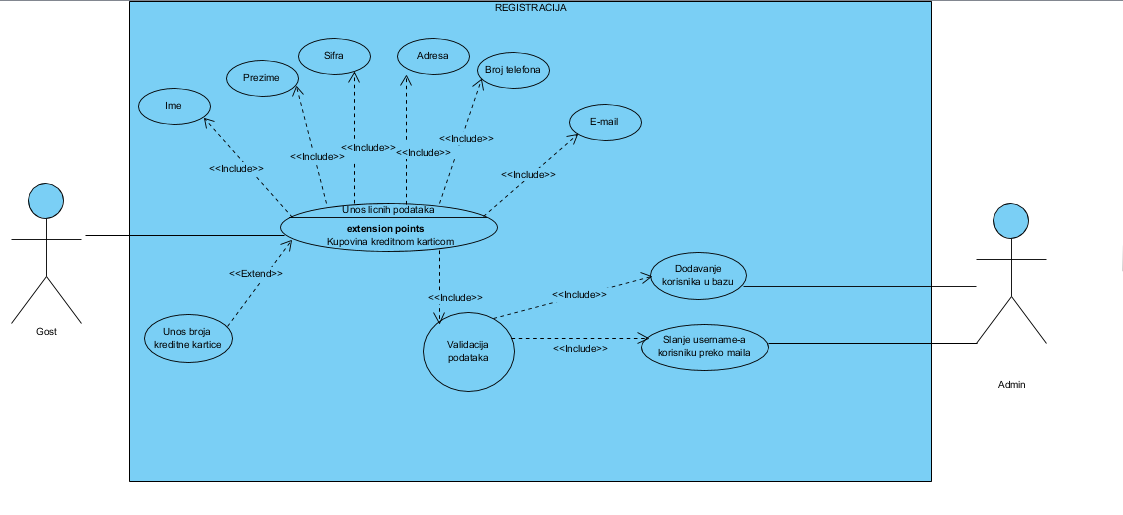 REGISTRACIJA
Sifra
Adresa
Broj telefona
Prezime
Ime
E-mail
<<Include>>
<<Include>>
<<Include>>
<<Include>>
<<Include>>
<<Include>>
Unos licnih podataka
extension points
Kupovina kreditnom karticom
<<Extend>>
<<Include>>
<<Include>>
Dodavanje
korisnika u bazu
Gost
Unos broja
kreditne kartice
Validacija
podataka
<<Include>>
Slanje username-a
korisniku preko maila
Admin